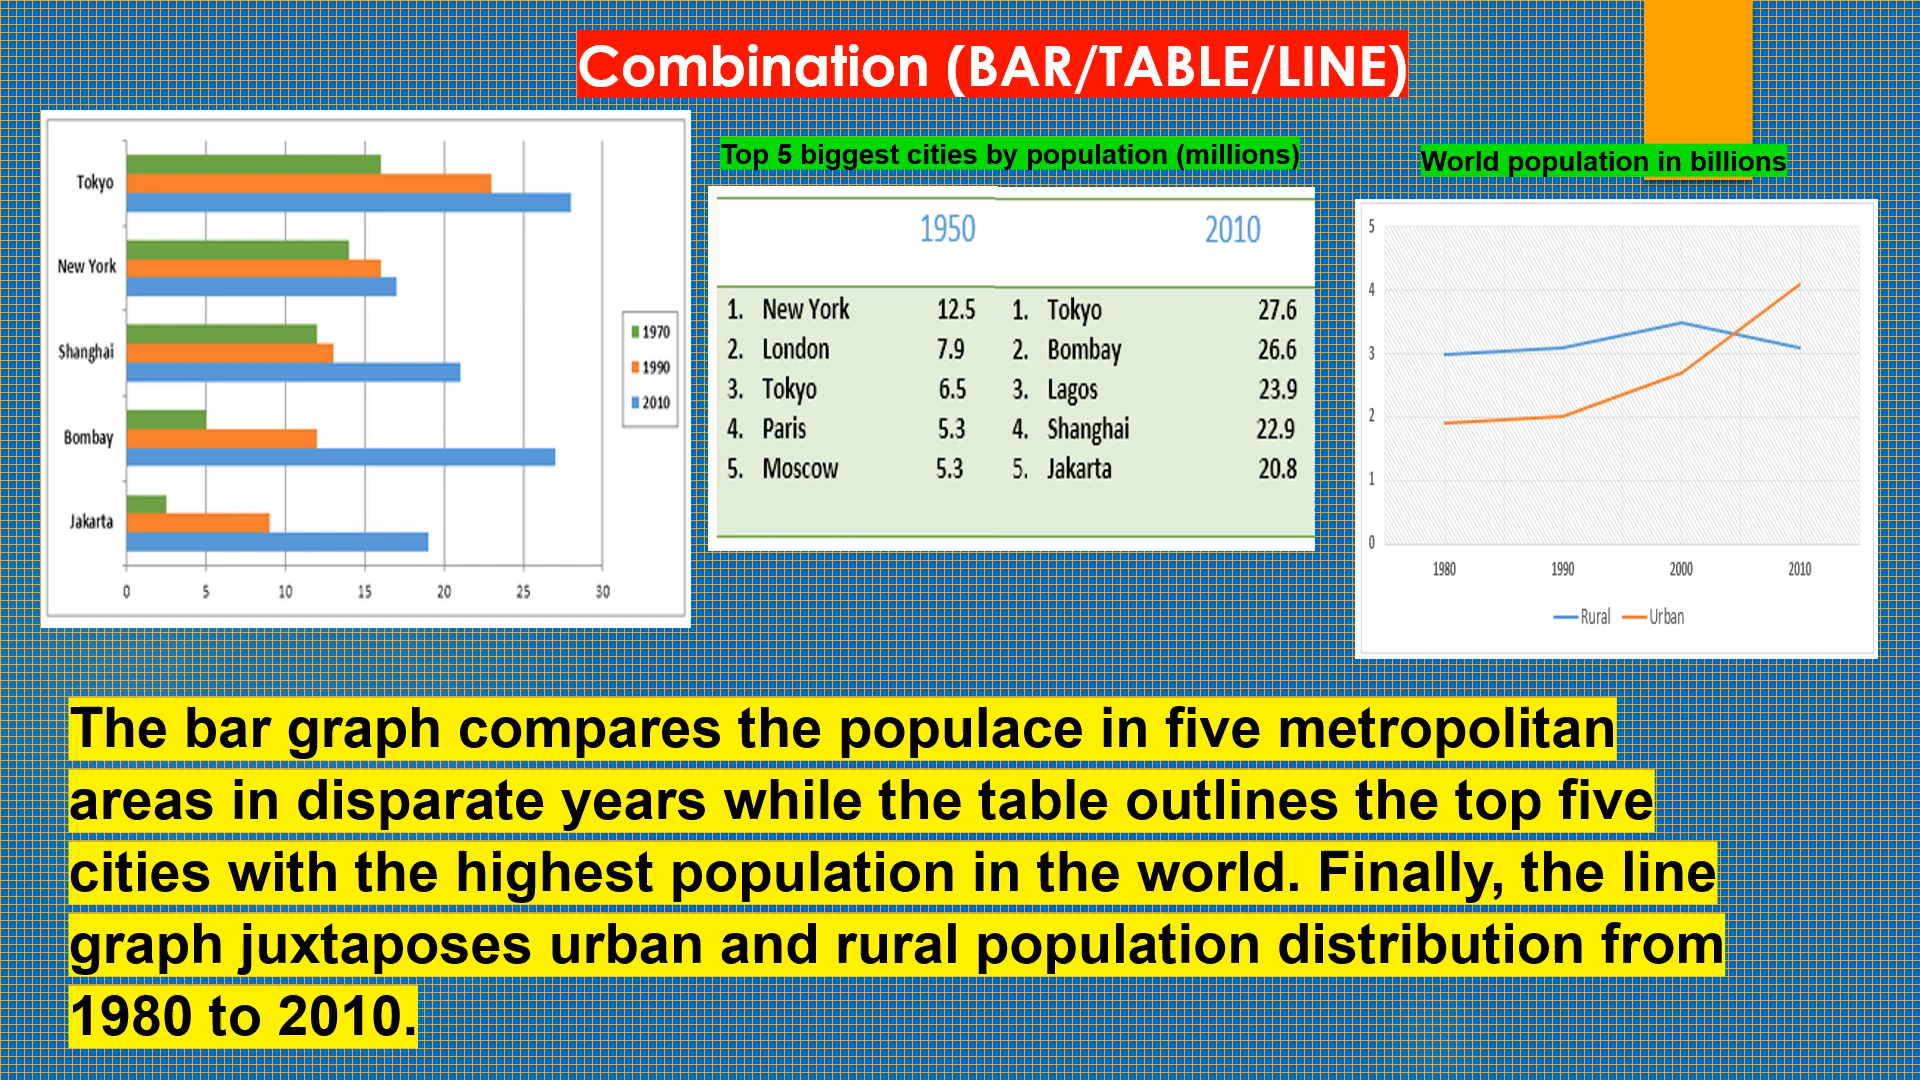 Combination (BAR/TABLE/LINE)
Tokyo
New York
Shanghai
Bombay
Jakarta
0 5 10 15 20 25 30
1970
1990
2010
Top 5 biggest cities by population (millions)
1950 2010
1. New York 12.5 1. Tokyo 27.6
2. London 7.9 2. Bombay 26.6
3. Tokyo 6.5 3. Lagos 23.9
4. Paris 5.3 4. Shanghai 22.9
5. Moscow 5.3 5. Jakarta 20.8
World population in billions
5
4
3
2
1
0
1980 1990 2000 2010
Rural Urban
The bar graph compares the populace in five metropolitan
areas in disparate years while the table outlines the top five
cities with the highest population in the world. Finally, the line
graph juxtaposes urban and rural population distribution from
1980 to 2010.